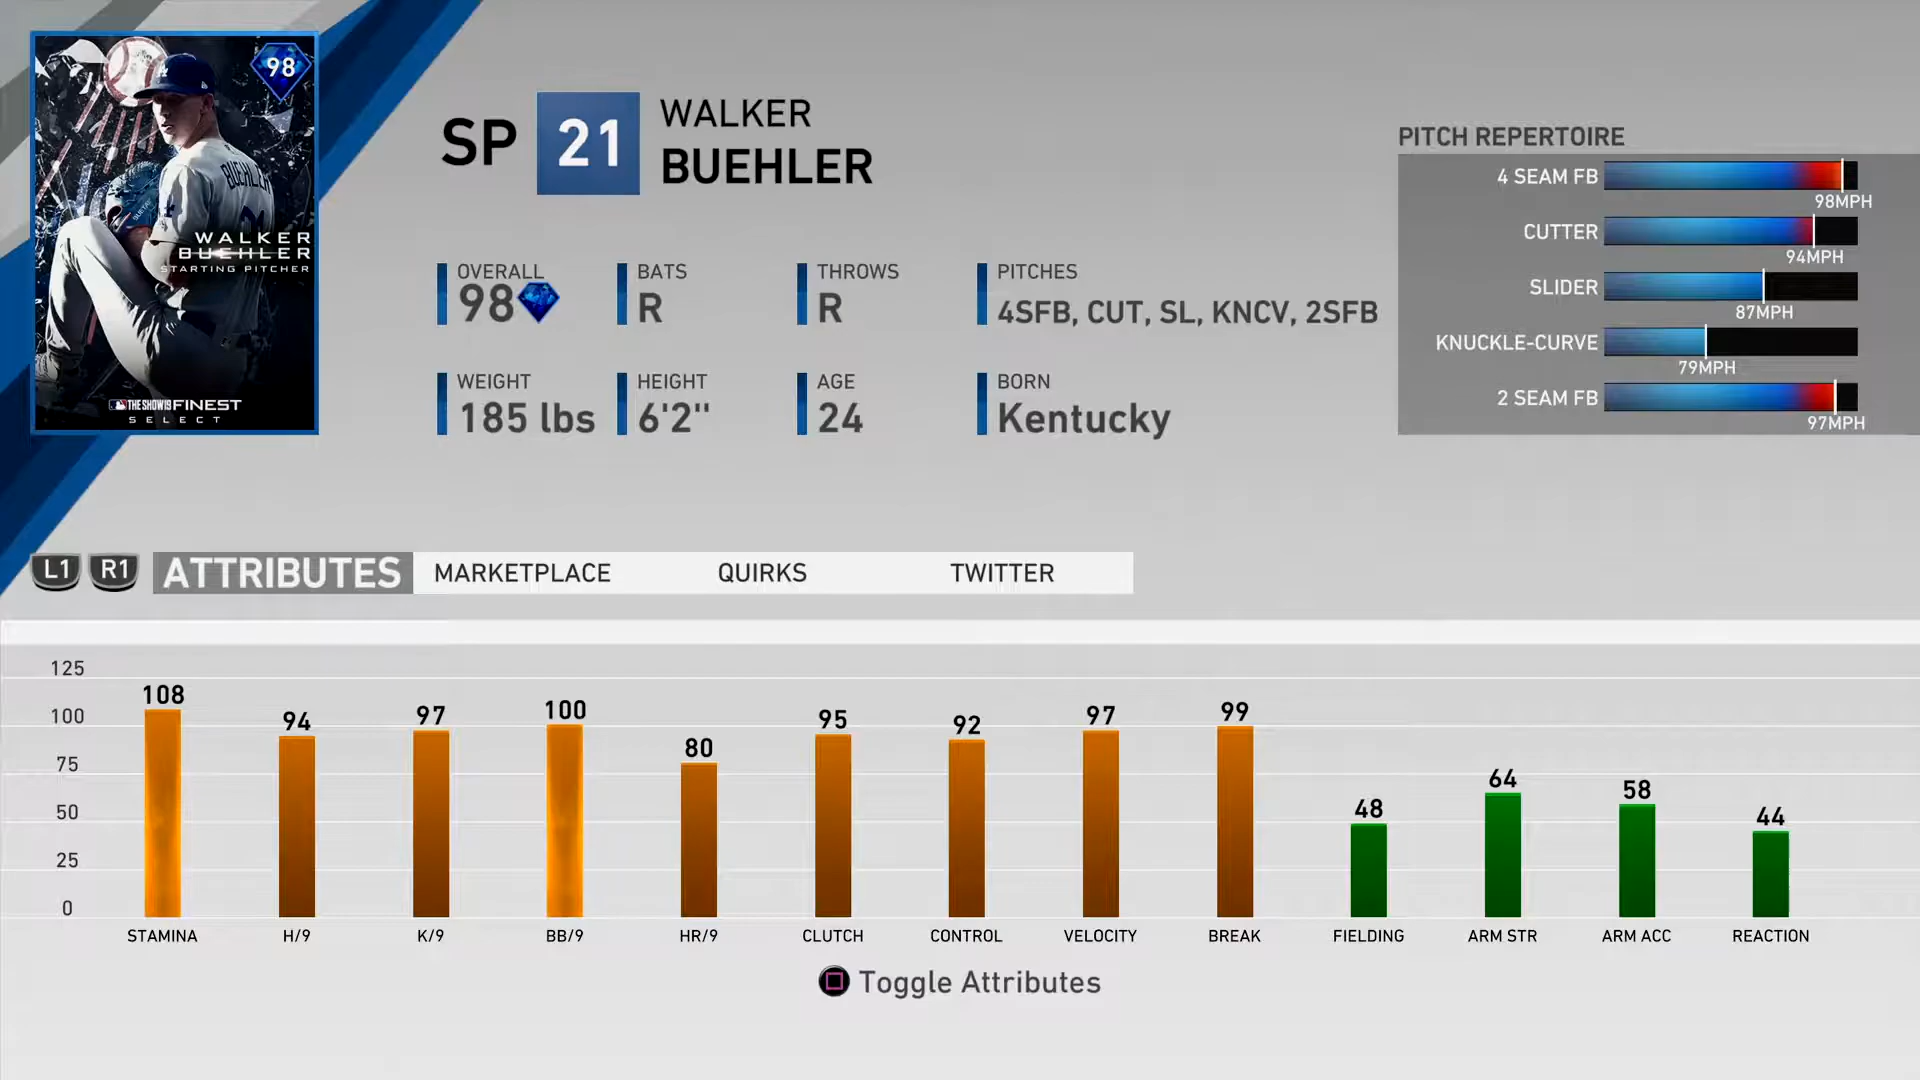 98
LA
BUEHLER
WALKER
BUEHLER
STARTING PITCHER
THE SHOW19 FINEST
SELECT
SP 21 WALKER
BUEHLER
OVERALL
98
BATS
R
THROWS
R
PITCHES
4SFB, CUT, SL, KNCV, 2SFB
WEIGHT
185 lbs
HEIGHT
6'2"
AGE
24
BORN
Kentucky
PITCH REPERTOIRE
4 SEAM FB
98MPH
CUTTER
94MPH
SLIDER
87MPH
KNUCKLE-CURVE
79MPH
2 SEAM FB
97MPH
L1 R1 ATTRIBUTES MARKETPLACE QUIRKS TWITTER
125
100
75
50
25
0
108 94 97 100 80 95 92 97 99 48 64 58 44
STAMINA H/9 K/9 BB/9 HR/9 CLUTCH CONTROL VELOCITY BREAK FIELDING ARM STR ARM ACC REACTION
Toggle Attributes